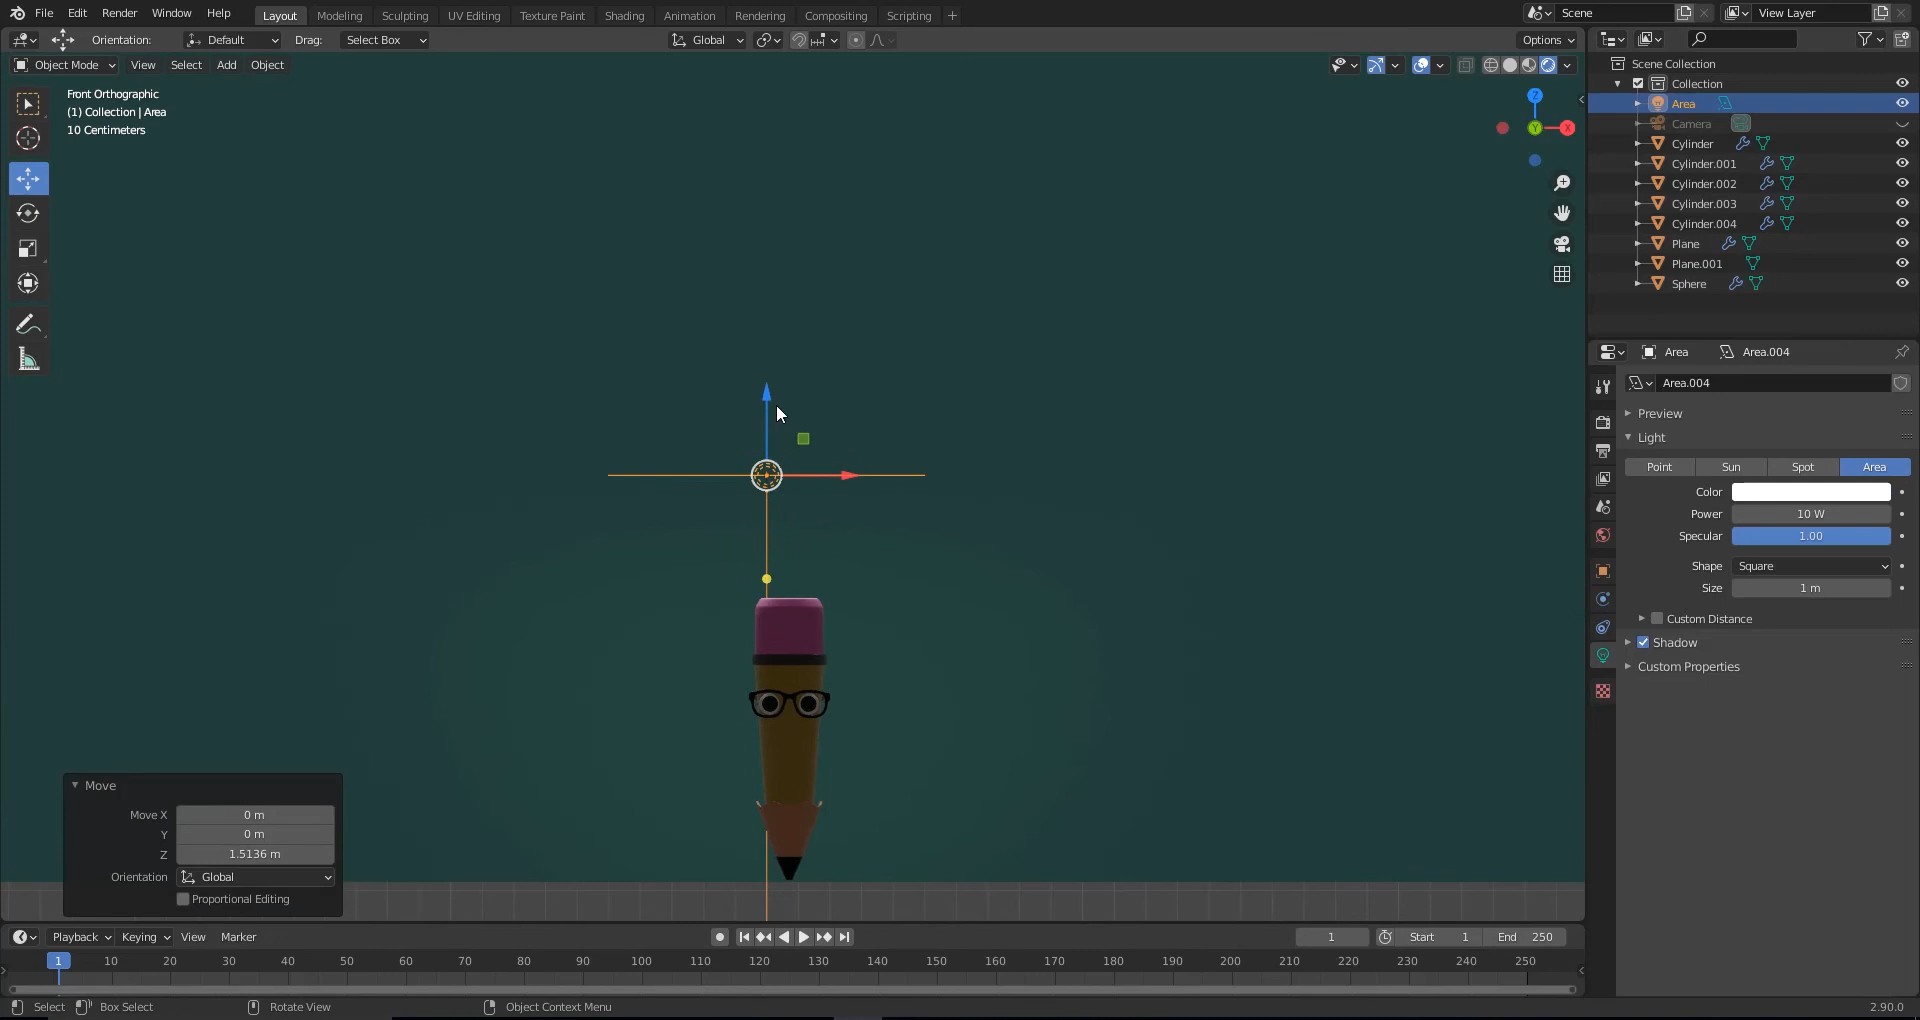 File Edit Render Window Help Layout Modeling Sculpting UV Editing Texture Paint Shading Animation Rendering Compositing Scripting + Scene View Layer
Orientation: Default Drag: Select Box Global Options
Object Mode View Select Add Object
Front Orthographic
(1) Collection | Area
10 Centimeters
Z
Y
X
Scene Collection
Collection
Area
Camera
Cylinder
Cylinder.001
Cylinder.002
Cylinder.003
Cylinder.004
Plane
Plane.001
Sphere
Area Area.004
Area.004
Preview
Light
Point Sun Spot Area
Color
Power 10 W
Specular 1.00
Shape Square
Size 1 m
Custom Distance
Shadow
Custom Properties
Move
Move X 0 m
Y 0 m
Z 1.5136 m
Orientation Global
Proportional Editing
Playback Keying View Marker 1 Start 1 End 250
1 10 20 30 40 50 60 70 80 90 100 110 120 130 140 150 160 170 180 190 200 210 220 230 240 250
Select Box Select Rotate View Object Context Menu 2.90.0